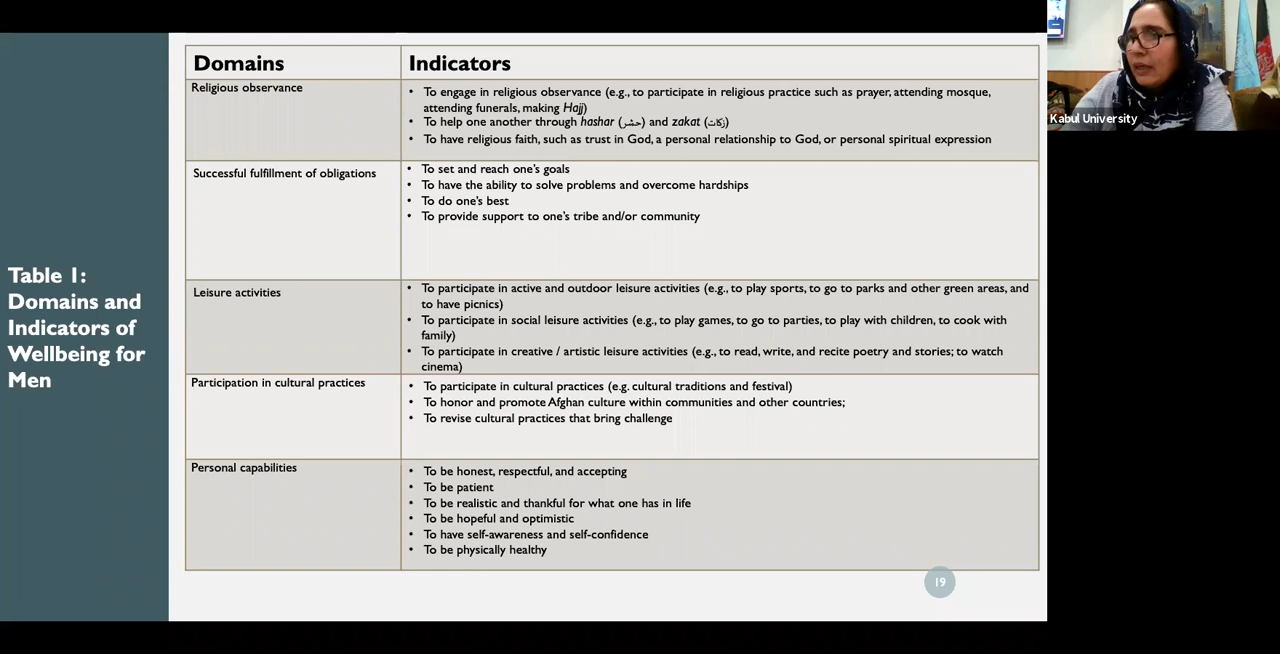 Table 1:
Domains and
Indicators of
Wellbeing for
Men
Domains
Indicators
Religious observance
• To engage in religious observance (e.g., to participate in religious practice such as prayer, attending mosque,
attending funerals, making Hajj)
• To help one another through hashar (حشر) and zakat (زکات)
• To have religious faith, such as trust in God, a personal relationship to God, or personal spiritual expression
Successful fulfillment of obligations
• To set and reach one's goals
• To have the ability to solve problems and overcome hardships
• To do one's best
• To provide support to one's tribe and/or community
Leisure activities
• To participate in active and outdoor leisure activities (e.g., to play sports, to go to parks and other green areas, and
to have picnics)
• To participate in social leisure activities (e.g., to play games, to go to parties, to play with children, to cook with
family)
• To participate in creative / artistic leisure activities (e.g., to read, write, and recite poetry and stories; to watch
cinema)
Participation in cultural practices
• To participate in cultural practices (e.g. cultural traditions and festival)
• To honor and promote Afghan culture within communities and other countries;
• To revise cultural practices that bring challenge
Personal capabilities
• To be honest, respectful, and accepting
• To be patient
• To be realistic and thankful for what one has in life
• To be hopeful and optimistic
• To have self-awareness and self-confidence
• To be physically healthy
19
Kabul University